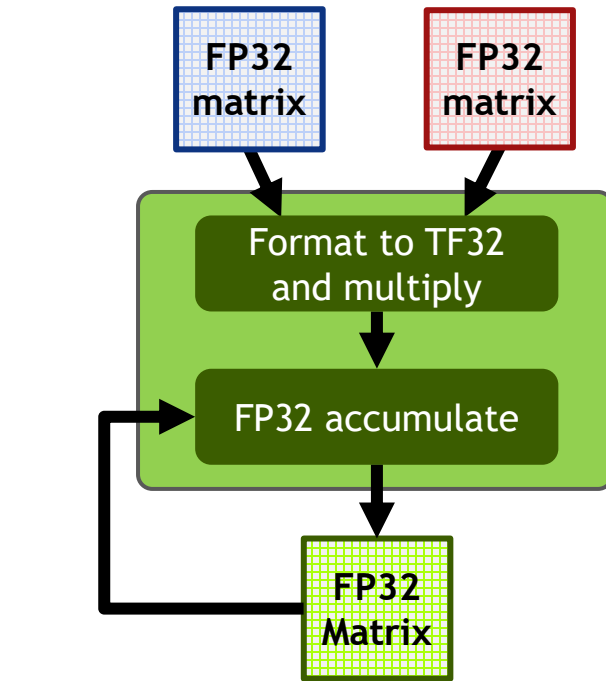 FP32
matrix
FP32
matrix
Format to TF32
and multiply
FP32 accumulate
FP32
Matrix